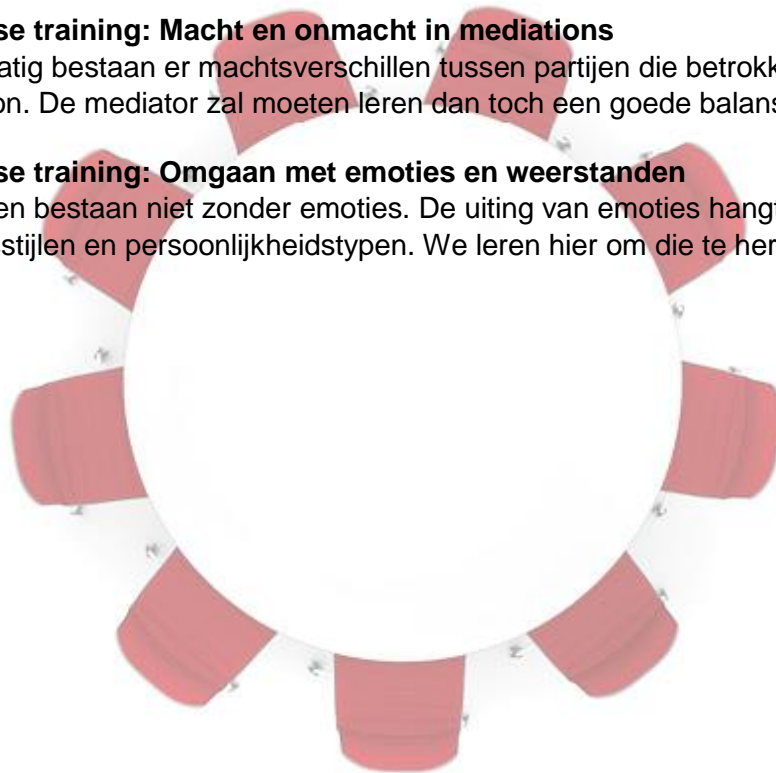 se training: Macht en onmacht in mediations
atig bestaan er machtsverschillen tussen partijen die betrokk
on. De mediator zal moeten leren dan toch een goede balans
se training: Omgaan met emoties en weerstanden
en bestaan niet zonder emoties. De uiting van emoties hangt
sstijlen en persoonlijkheidstypen. We leren hier om die te her